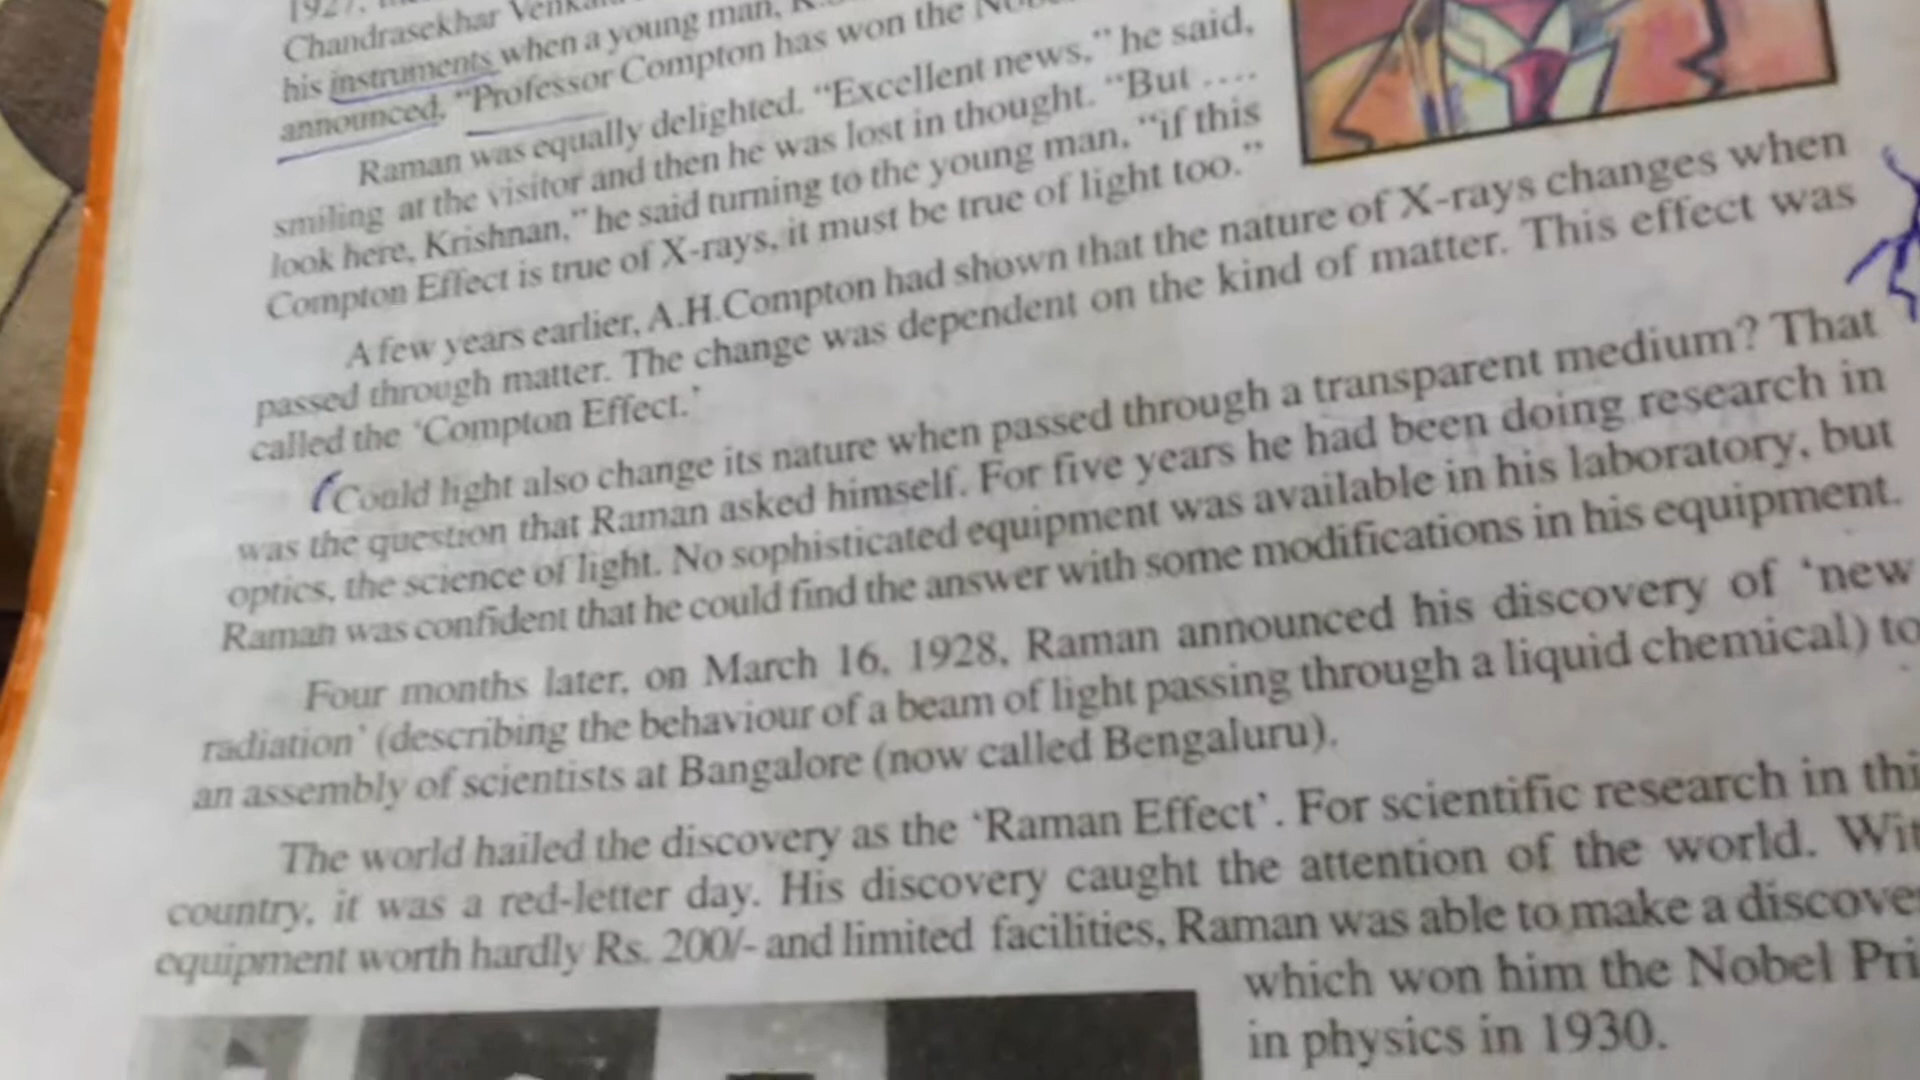 1927,
Chandrasekhar
his instruments when a young man,
announced, “Professor Compton has won the
Raman was equally delighted. “Excellent news,” he said,
smiling at the visitor and then he was lost in thought. “But ....
look here, Krishnan,” he said turning to the young man, “if this
Compton Effect is true of X-rays, it must be true of light too.”
A few years earlier, A.H.Compton had shown that the nature of X-rays changes when
passed through matter. The change was dependent on the kind of matter. This effect was
called the ‘Compton Effect.’
Could light also change its nature when passed through a transparent medium? That
was the question that Raman asked himself. For five years he had been doing research in
optics, the science of light. No sophisticated equipment was available in his laboratory, but
Raman was confident that he could find the answer with some modifications in his equipment.
Four months later, on March 16, 1928, Raman announced his discovery of ‘new
radiation’ (describing the behaviour of a beam of light passing through a liquid chemical) to
an assembly of scientists at Bangalore (now called Bengaluru).
The world hailed the discovery as the ‘Raman Effect’. For scientific research in thi
country, it was a red-letter day. His discovery caught the attention of the world. Wit
equipment worth hardly Rs. 200/- and limited facilities, Raman was able to make a discove
which won him the Nobel Pri
in physics in 1930.